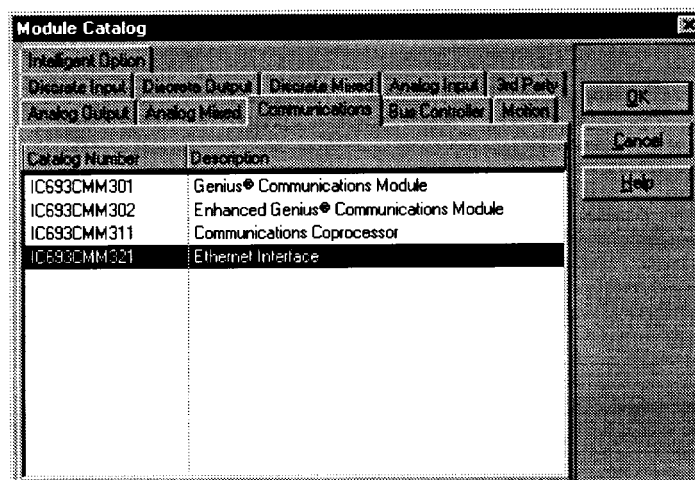 Module Catalog
Intelligent Option
Discrete Input Discrete Output Discrete Mixed Analog Input 3rd Party
Analog Output Analog Mixed Communications Bus Controller Motion
OK
Cancel
Help
Catalog Number Description
IC693CMM301 Genius® Communications Module
IC693CMM302 Enhanced Genius® Communications Module
IC693CMM311 Communications Coprocessor
IC693CMM321 Ethernet Interface